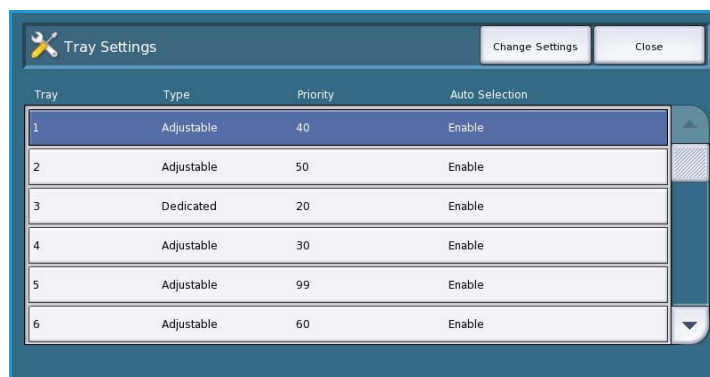 Tray Settings Change Settings Close
Tray Type Priority Auto Selection
1 Adjustable 40 Enable
2 Adjustable 50 Enable
3 Dedicated 20 Enable
4 Adjustable 30 Enable
5 Adjustable 99 Enable
6 Adjustable 60 Enable